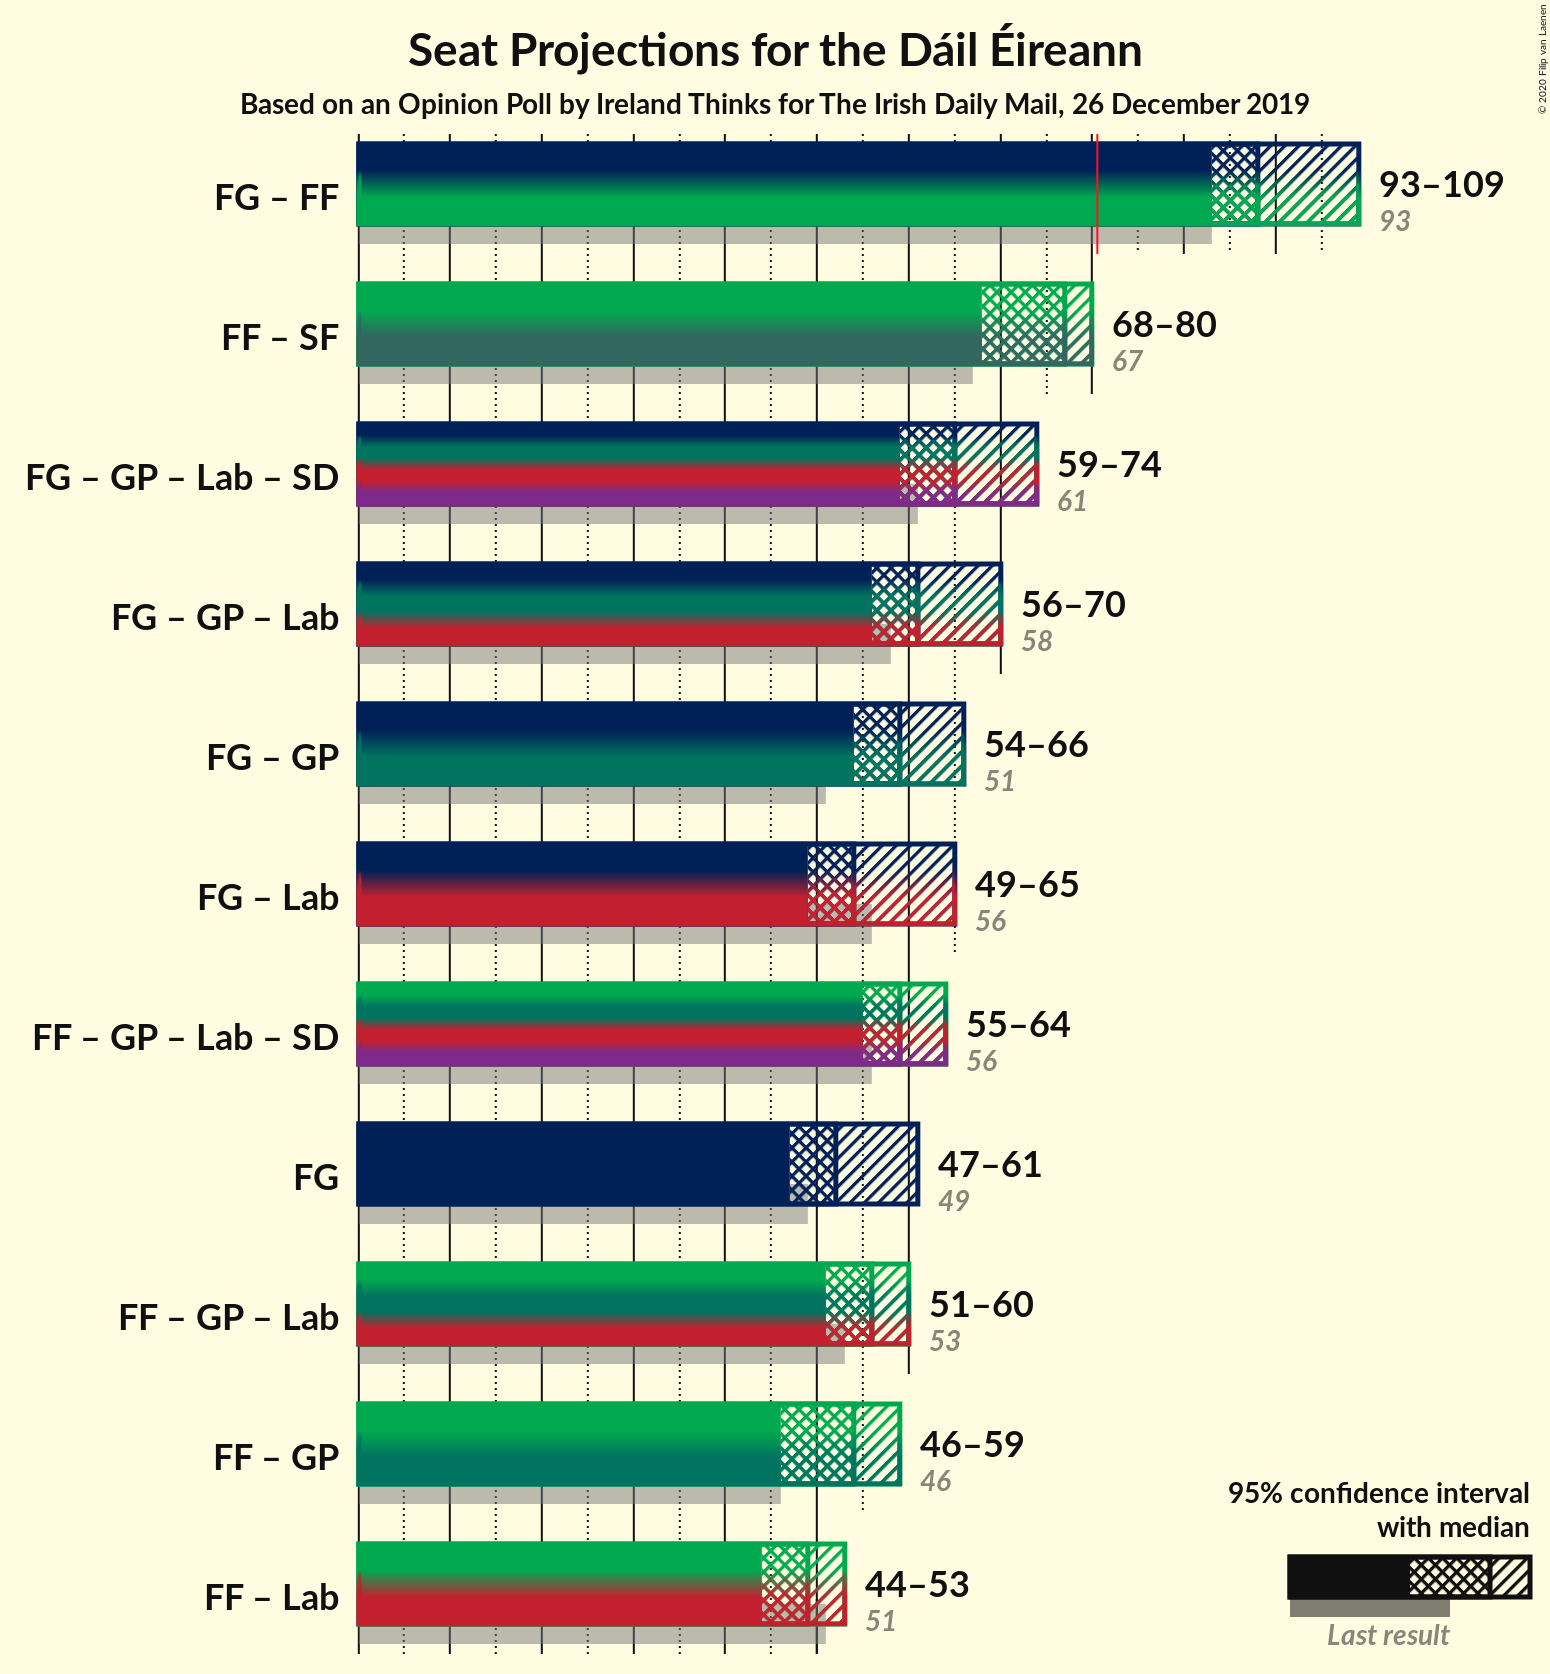 Seat Projections for the Dáil Éireann
Based on an Opinion Poll by Ireland Thinks for The Irish Daily Mail, 26 December 2019
© 2020 Filip van Laenen
FG – FF
93–109
93
FF – SF
68–80
67
FG – GP – Lab – SD
59–74
61
FG – GP – Lab
56–70
58
FG – GP
54–66
51
FG – Lab
49–65
56
FF – GP – Lab – SD
55–64
56
FG
47–61
49
FF – GP – Lab
51–60
53
FF – GP
46–59
46
FF – Lab
44–53
51
95% confidence interval
with median
Last result